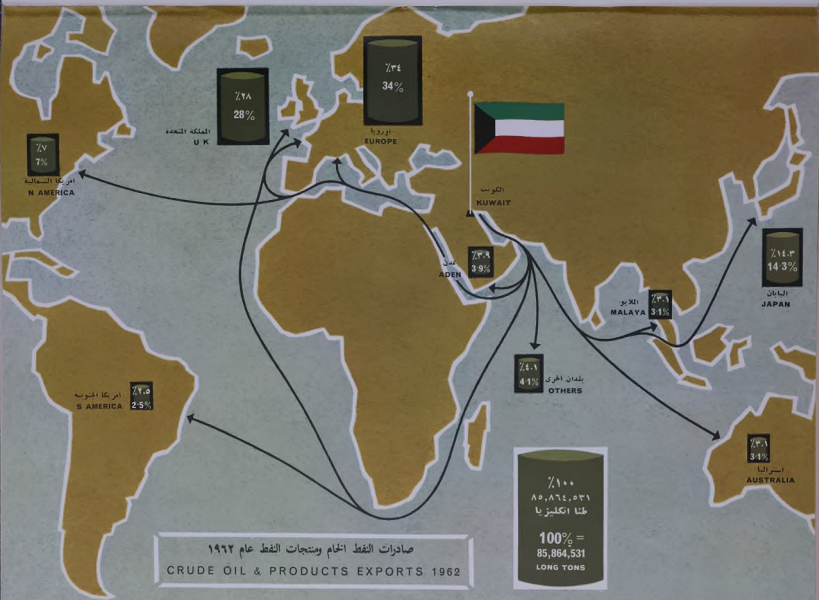 ٪٣٤
34%
اوروپا
EUROPE
٪٢٨
28%
المملكة المتحدة
U K
٪٧
7%
امريكا الشمالية
N AMERICA
الكويت
KUWAIT
٪٣،٩
3·9%
عدن
ADEN
٪١٤،٣
14·3%
اليابان
JAPAN
٪٣،١
3·1%
الملايو
MALAYA
٪٤،١
4·1%
بلدان اخرى
OTHERS
٪٢،٥
2·5%
امريكا الجنوبية
S AMERICA
٪٣،١
3·1%
استراليا
AUSTRALIA
٪١٠٠
٨٥,٨٦٤,٥٣١
طنا انكليزيا
100% =
85,864,531
LONG TONS
صادرات النفط الخام ومنتجات النفط عام ١٩٦٢
CRUDE OIL & PRODUCTS EXPORTS 1962